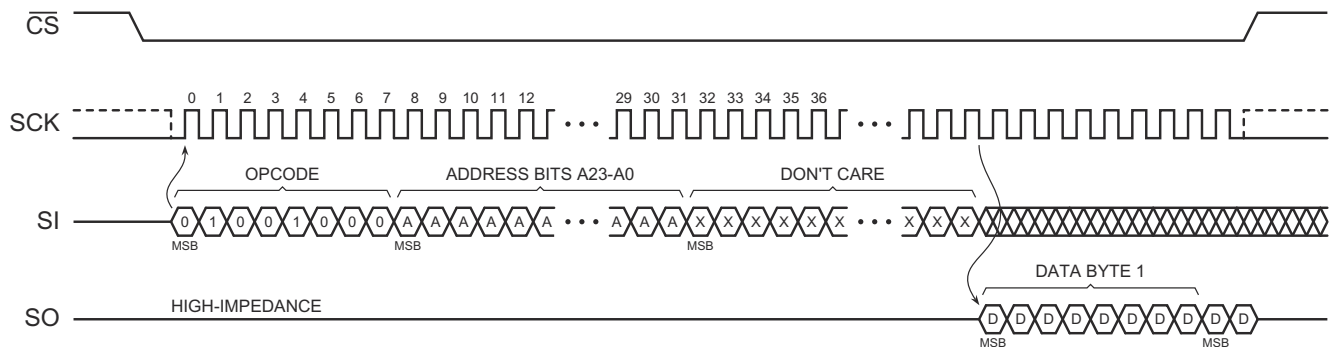 CS
0 1 2 3 4 5 6 7 8 9 10 11 12 29 30 31 32 33 34 35 36
SCK
OPCODE ADDRESS BITS A23-A0 DON'T CARE
SI 0 1 0 0 1 0 0 0 A A A A A A A A A X X X X X X X X X
MSB MSB MSB
DATA BYTE 1
HIGH-IMPEDANCE
SO D D D D D D D D D D
MSB MSB